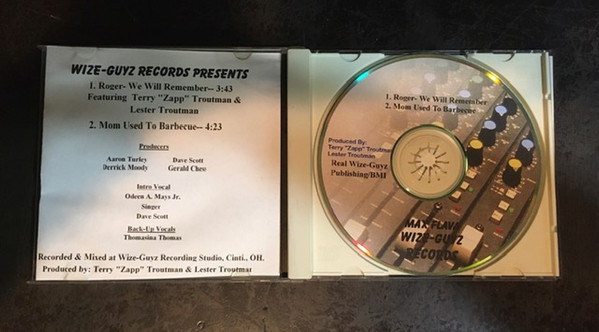 WIZE-GUYZ RECORDS PRESENTS
1. Roger- We Will Remember-- 3:43
Featuring Terry "Zapp" Troutman &
Lester Troutman
2. Mom Used To Barbecue-- 4:23
Producers
Aaron Turley Dave Scott
Derrick Moody Gerald Cheo
Intro Vocal
Odeen A. Mays Jr.
Singer
Dave Scott
Back-Up Vocals
Thomasina Thomas
Recorded & Mixed at Wize-Guyz Recording Studio, Cinti., OH.
Produced by: Terry "Zapp" Troutman & Lester Troutman
1. Roger- We Will Remember
2. Mom Used To Barbecue
Produced By:
Terry "Zapp" Troutman
Lester Troutman
Real Wize-Guyz
Publishing/BMI
MAX FLAVA
WIZE-GUYZ
RECORDS